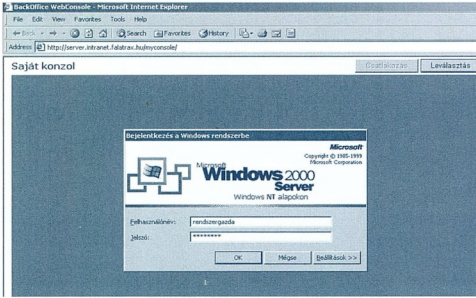 BackOffice WebConsole - Microsoft Internet Explorer
File Edit View Favorites Tools Help
Back Search Favorites History
Address http://server.intranet.falatrax.hu/myconsole/
Saját konzol Csatlakozás Leválasztás
Bejelentkezés a Windows rendszerbe
Microsoft
Copyright © 1985-1999
Microsoft Corporation
Microsoft
Windows 2000
Server
Windows NT alapokon
Felhasználónév: rendszergazda
Jelszó: ********
OK Mégse Beállítások >>